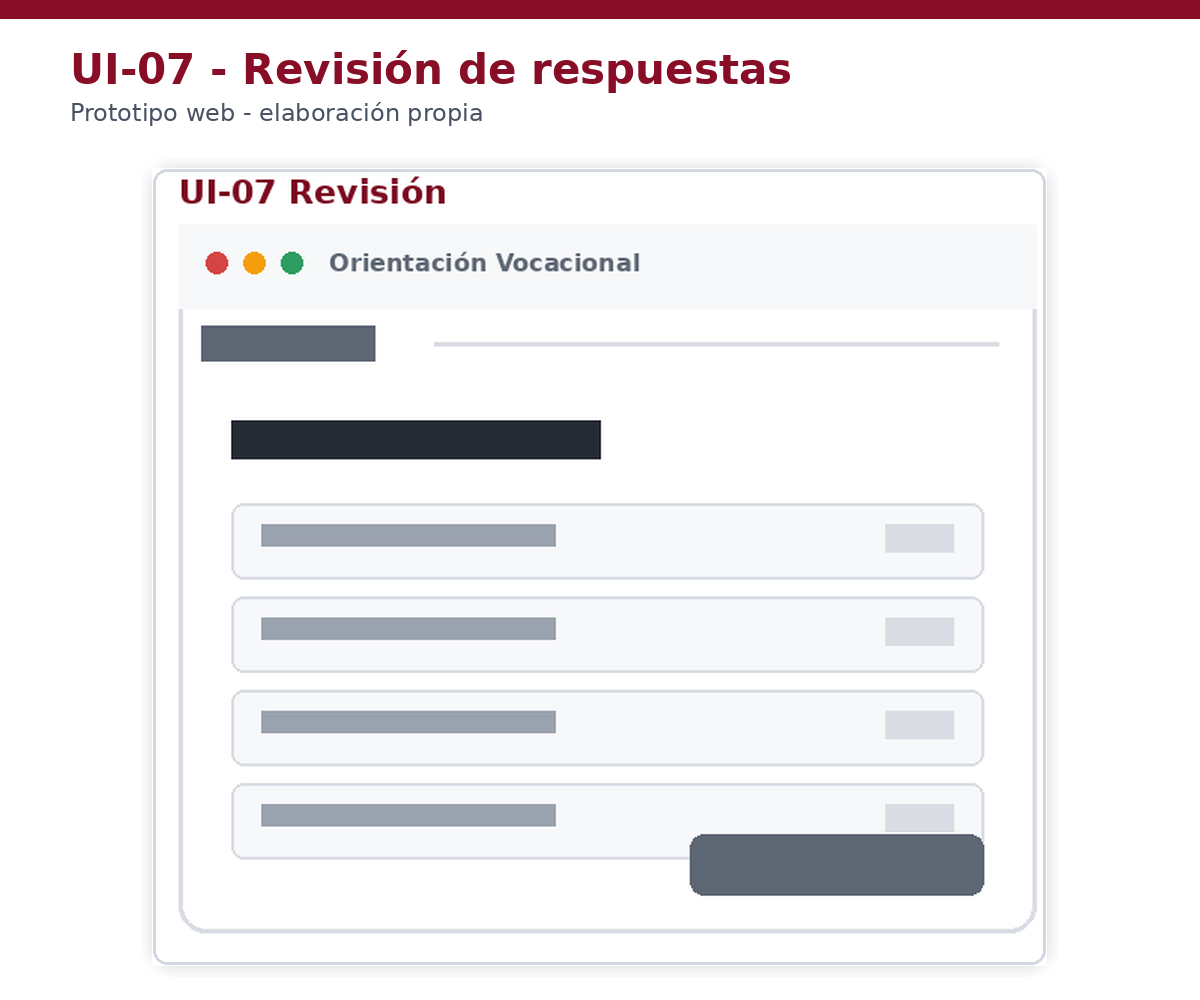 UI-07 - Revisión de respuestas
Prototipo web - elaboración propia
UI-07 Revisión
Orientación Vocacional